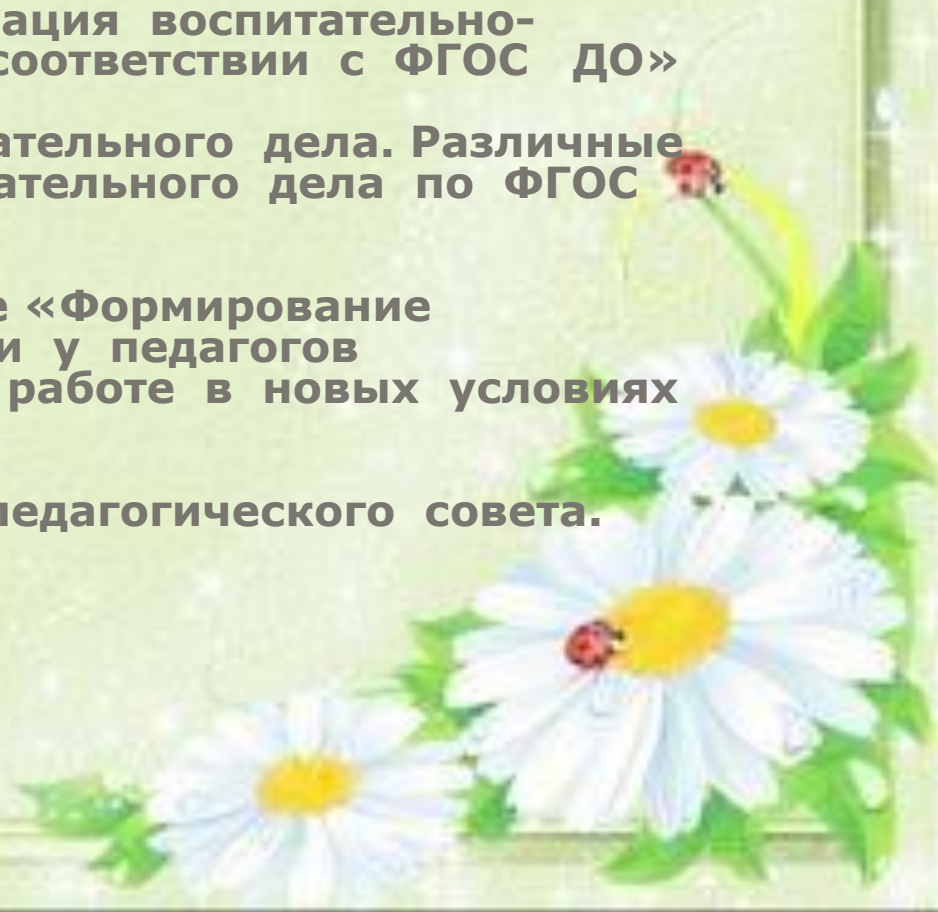 ация воспитательно-
соответствии с ФГОС ДО»
ательного дела. Различные
ательного дела по ФГОС
е «Формирование
и у педагогов
работе в новых условиях
педагогического совета.